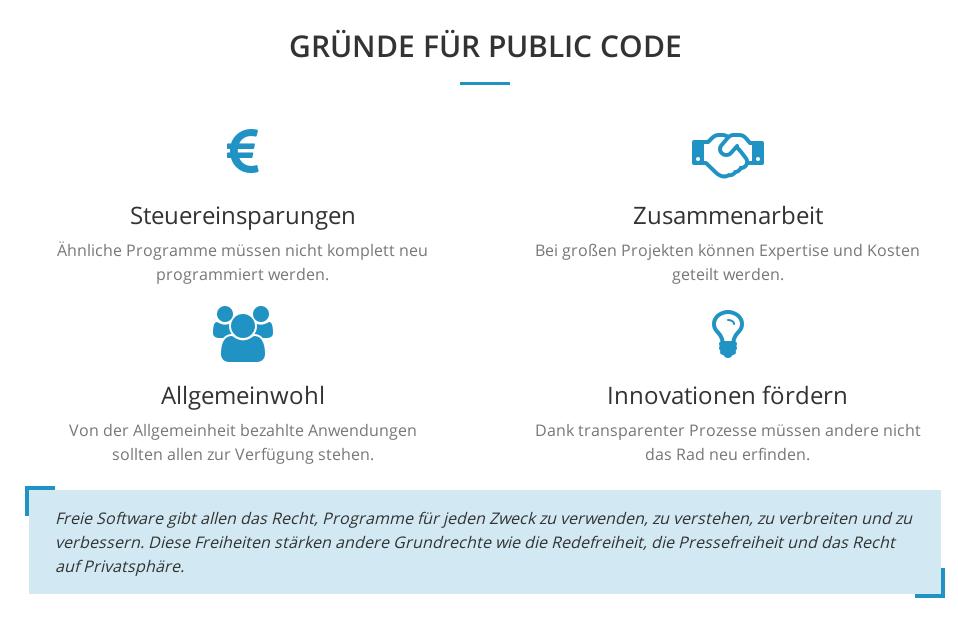 GRÜNDE FÜR PUBLIC CODE
€
Steuereinsparungen
Ähnliche Programme müssen nicht komplett neu
programmiert werden.
Zusammenarbeit
Bei großen Projekten können Expertise und Kosten
geteilt werden.
Allgemeinwohl
Von der Allgemeinheit bezahlte Anwendungen
sollten allen zur Verfügung stehen.
Innovationen fördern
Dank transparenter Prozesse müssen andere nicht
das Rad neu erfinden.
Freie Software gibt allen das Recht, Programme für jeden Zweck zu verwenden, zu verstehen, zu verbreiten und zu
verbessern. Diese Freiheiten stärken andere Grundrechte wie die Redefreiheit, die Pressefreiheit und das Recht
auf Privatsphäre.